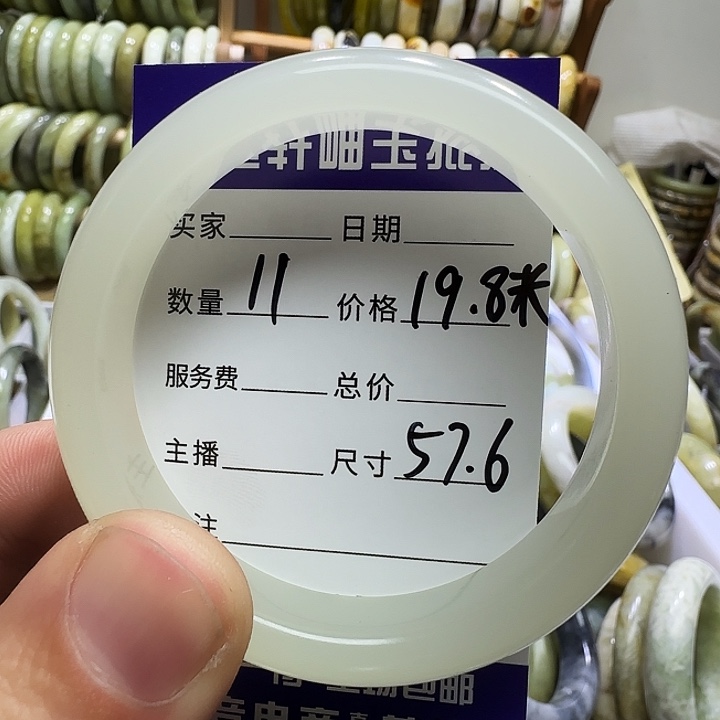 轩岫玉批
买家 日期
数量 11 价格 19.8米
服务费 总价
主播 尺寸 57.6
注